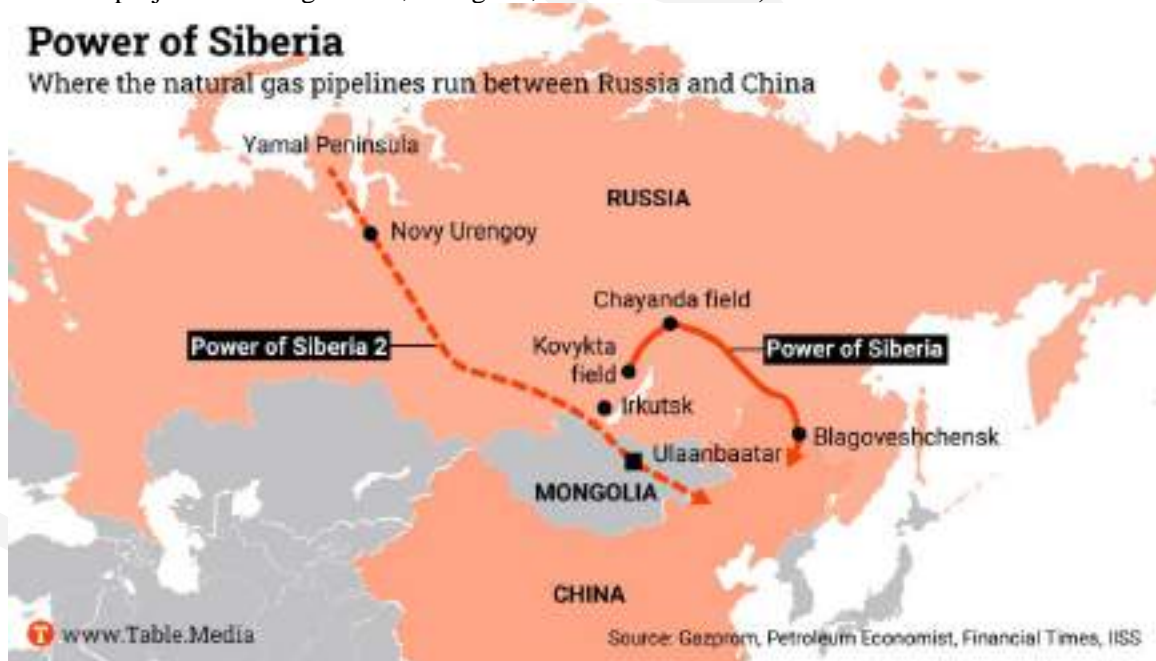 Power of Siberia
Where the natural gas pipelines run between Russia and China
Yamal Peninsula
RUSSIA
Novy Urengoy
Chayanda field
Power of Siberia 2
Kovykta
field
Power of Siberia
Irkutsk
Blagoveshchensk
Ulaanbaatar
MONGOLIA
CHINA
www.Table.Media
Source: Gazprom, Petroleum Economist, Financial Times, IISS